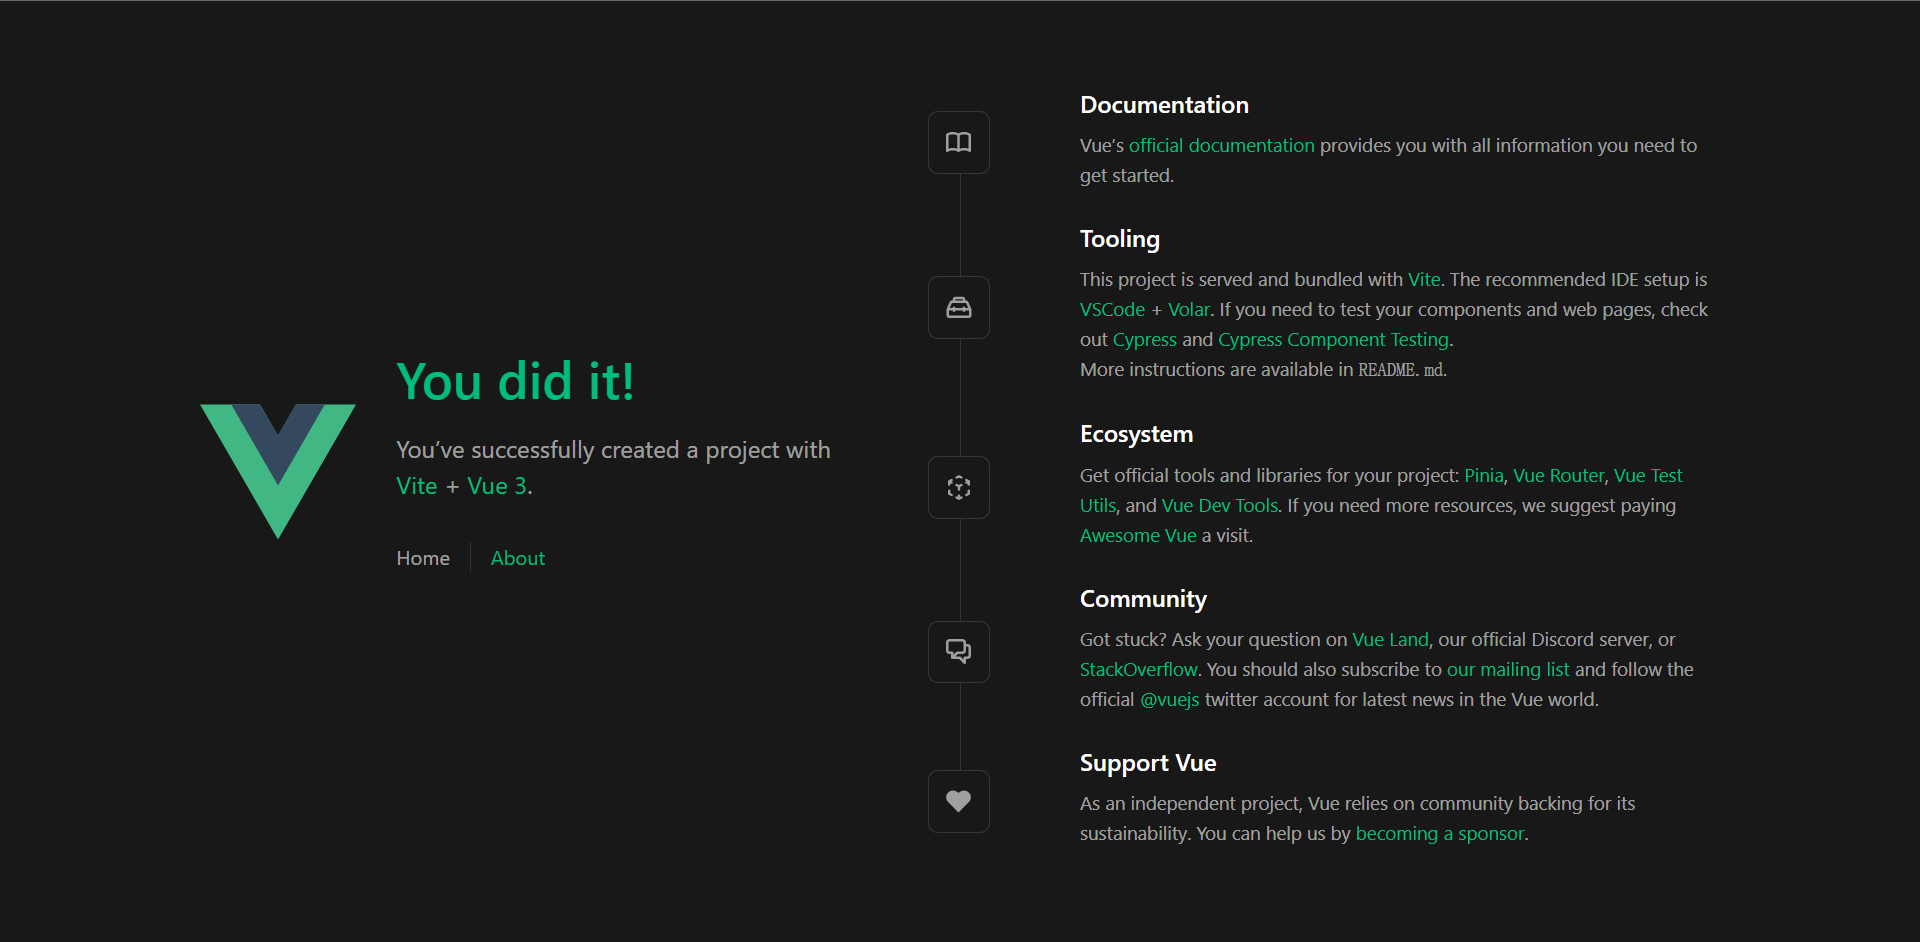 You did it!
You’ve successfully created a project with
Vite + Vue 3.
Home
About
Documentation
Vue’s official documentation provides you with all information you need to
get started.
Tooling
This project is served and bundled with Vite. The recommended IDE setup is
VSCode + Volar. If you need to test your components and web pages, check
out Cypress and Cypress Component Testing.
More instructions are available in README.md.
Ecosystem
Get official tools and libraries for your project: Pinia, Vue Router, Vue Test
Utils, and Vue Dev Tools. If you need more resources, we suggest paying
Awesome Vue a visit.
Community
Got stuck? Ask your question on Vue Land, our official Discord server, or
StackOverflow. You should also subscribe to our mailing list and follow the
official @vuejs twitter account for latest news in the Vue world.
Support Vue
As an independent project, Vue relies on community backing for its
sustainability. You can help us by becoming a sponsor.